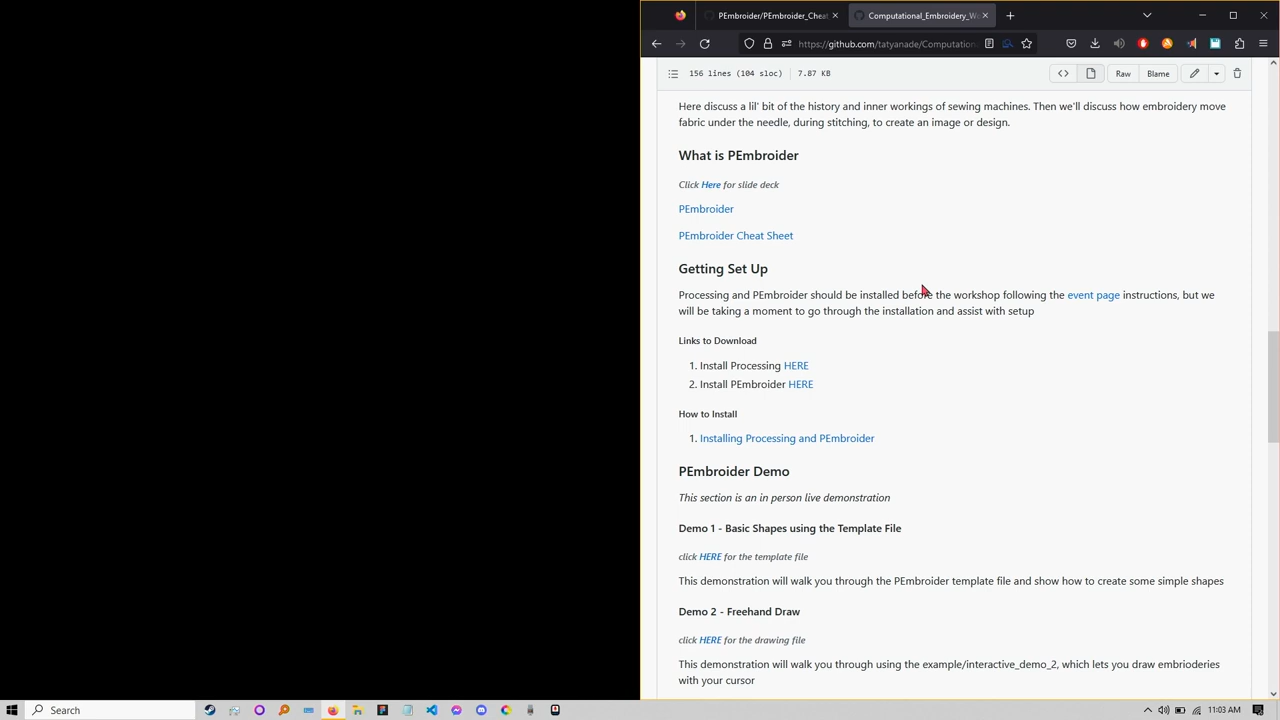 PEmbroider/PEmbroider_Cheat
Computational_Embroidery_We
https://github.com/tatyanade/Computation
156 lines (104 sloc)
7.87 KB
Raw
Blame
Here discuss a lil' bit of the history and inner workings of sewing machines. Then we'll discuss how embroidery move
fabric under the needle, during stitching, to create an image or design.
What is PEmbroider
Click Here for slide deck
PEmbroider
PEmbroider Cheat Sheet
Getting Set Up
Processing and PEmbroider should be installed before the workshop following the event page instructions, but we
will be taking a moment to go through the installation and assist with setup
Links to Download
1. Install Processing HERE
2. Install PEmbroider HERE
How to Install
1. Installing Processing and PEmbroider
PEmbroider Demo
This section is an in person live demonstration
Demo 1 - Basic Shapes using the Template File
click HERE for the template file
This demonstration will walk you through the PEmbroider template file and show how to create some simple shapes
Demo 2 - Freehand Draw
click HERE for the drawing file
This demonstration will walk you through using the example/interactive_demo_2, which lets you draw embrioderies
with your cursor
Search
11:03 AM